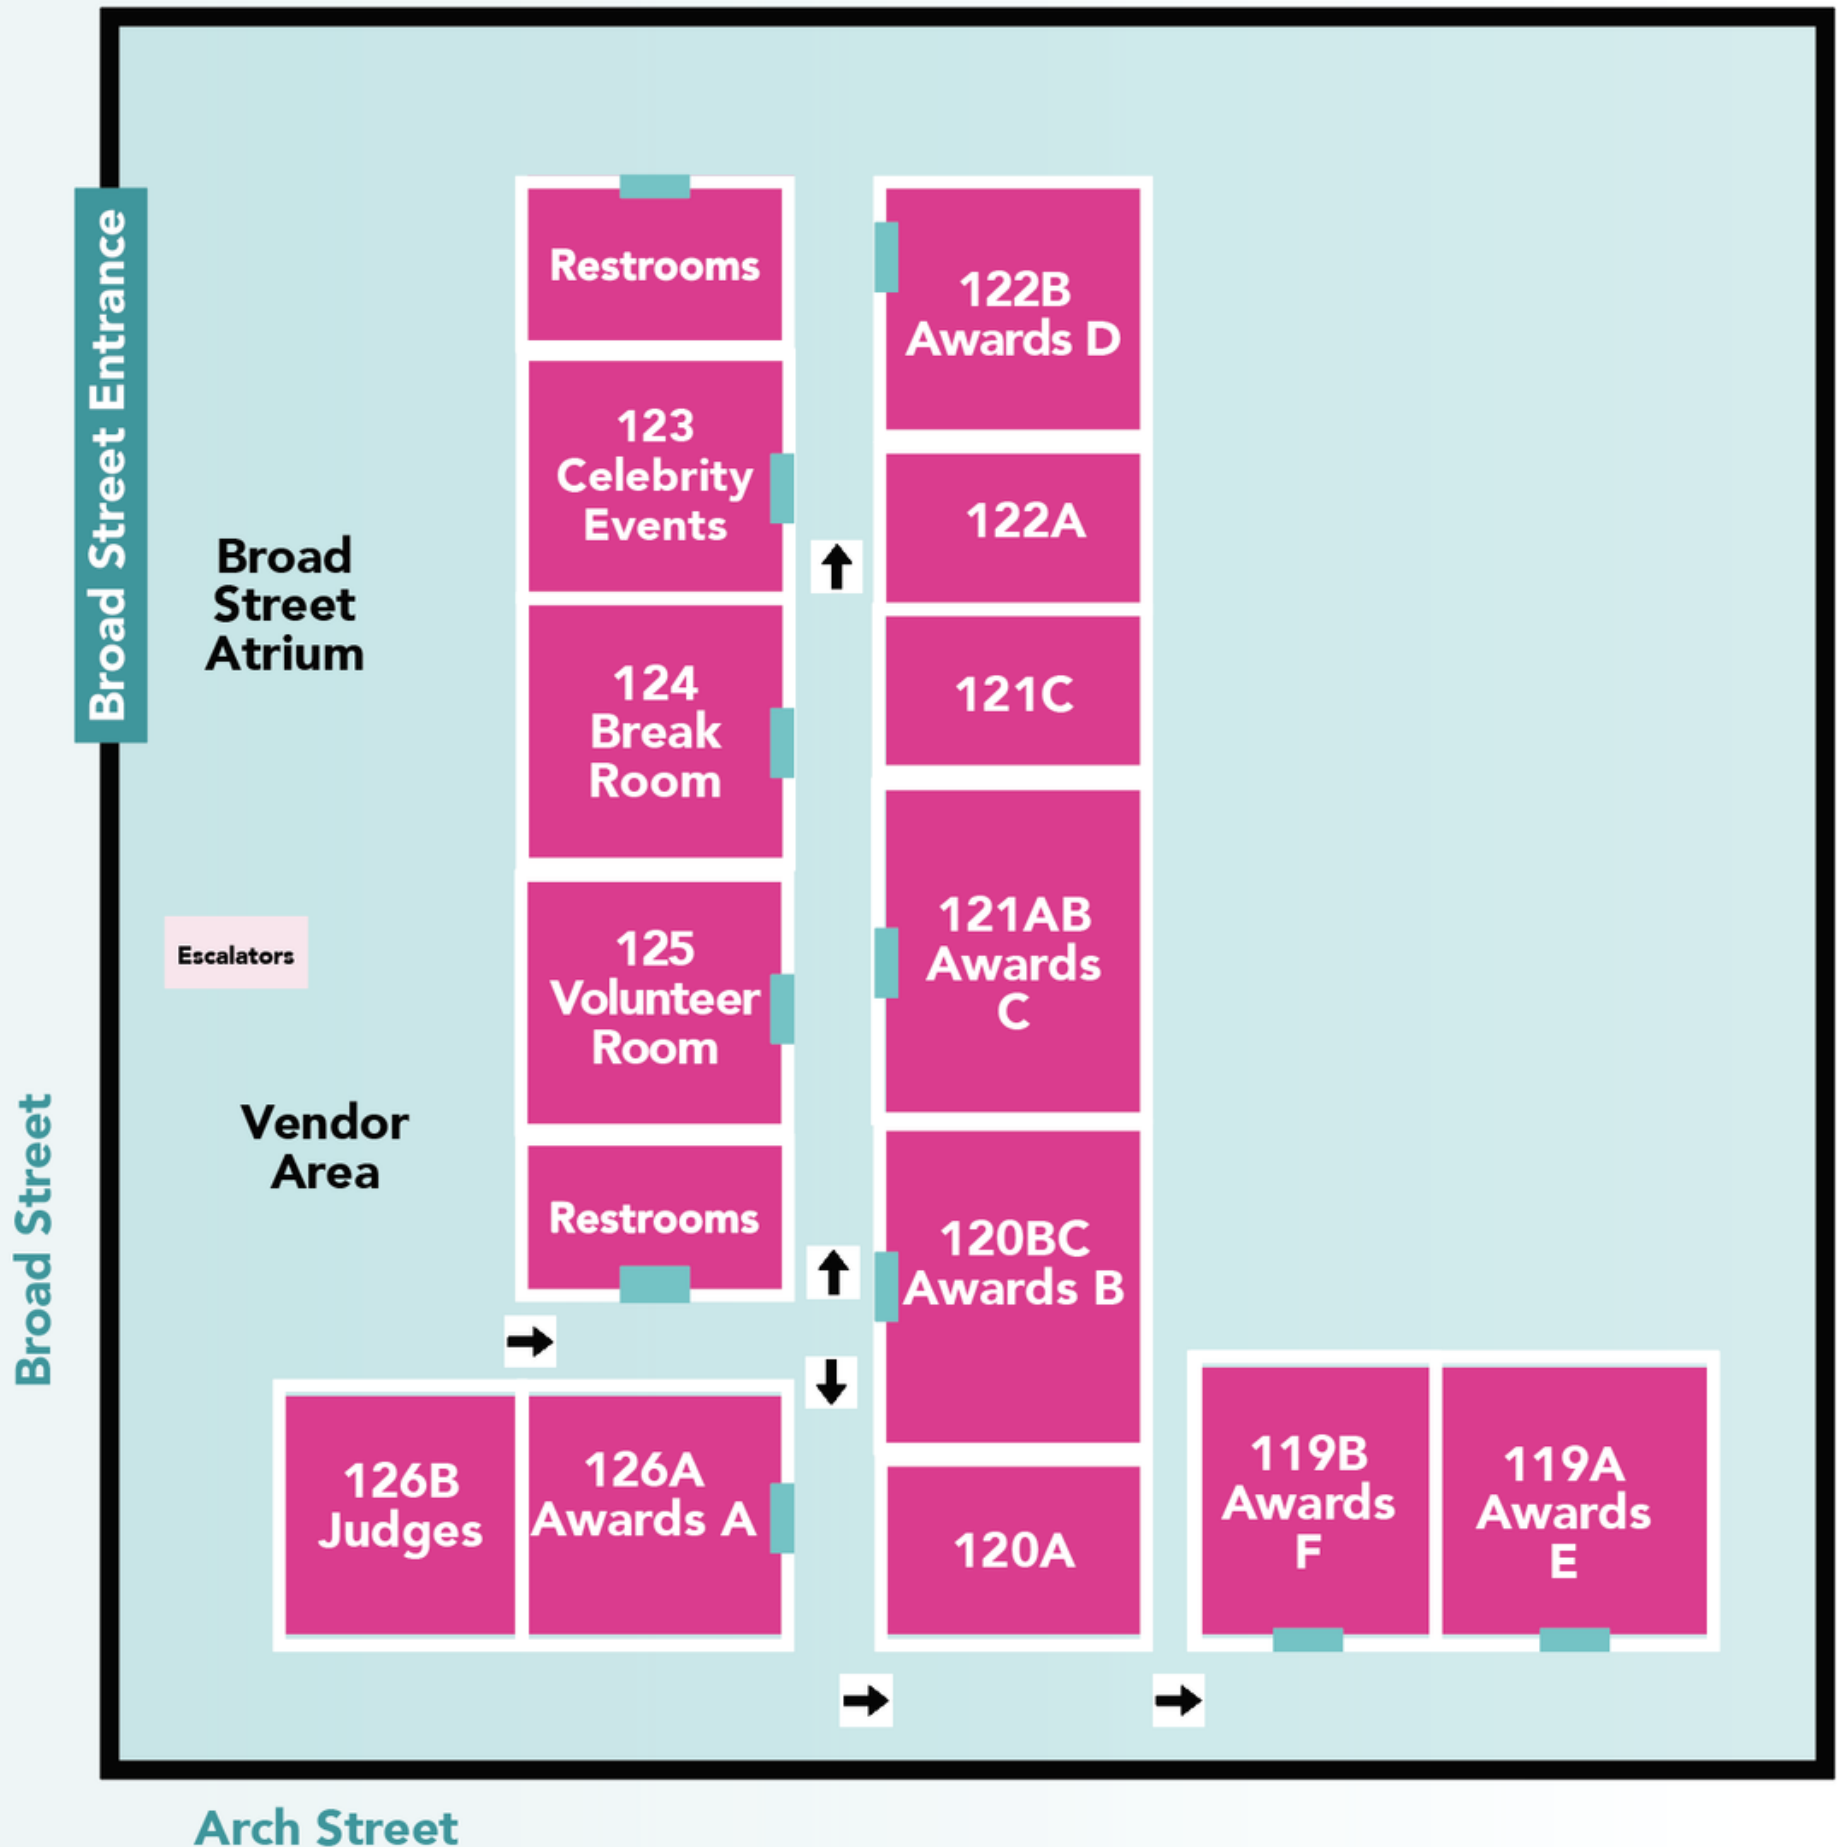 Broad Street Entrance
Broad
Street
Atrium
Escalators
Vendor
Area
Broad Street
Arch Street
Restrooms
123
Celebrity
Events
124
Break
Room
125
Volunteer
Room
Restrooms
126B
Judges
126A
Awards A
122B
Awards D
122A
121C
121AB
Awards
C
120BC
Awards B
120A
119B
Awards
F
119A
Awards
E